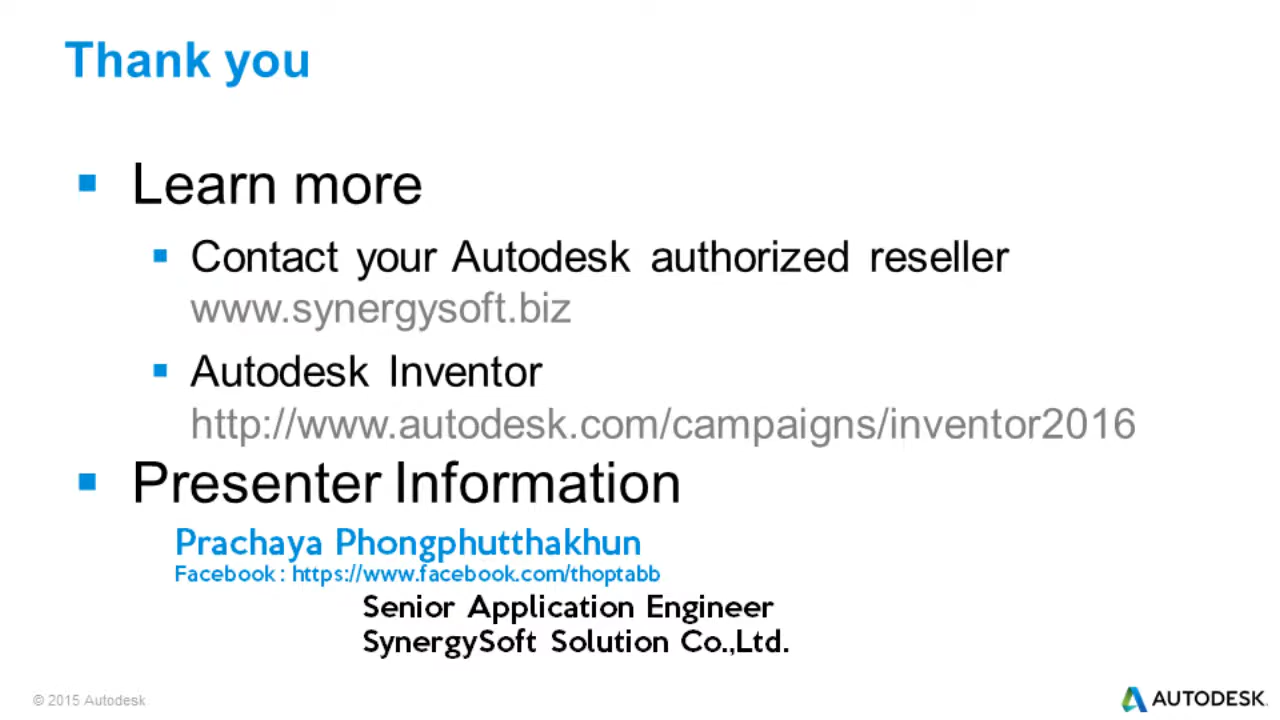 Thank you
Learn more
Contact your Autodesk authorized reseller
www.synergysoft.biz
Autodesk Inventor
http://www.autodesk.com/campaigns/inventor2016
Presenter Information
Prachaya Phongphutthakhun
Facebook : https://www.facebook.com/thoptabb
Senior Application Engineer
SynergySoft Solution Co.,Ltd.
© 2015 Autodesk
AUTODESK.